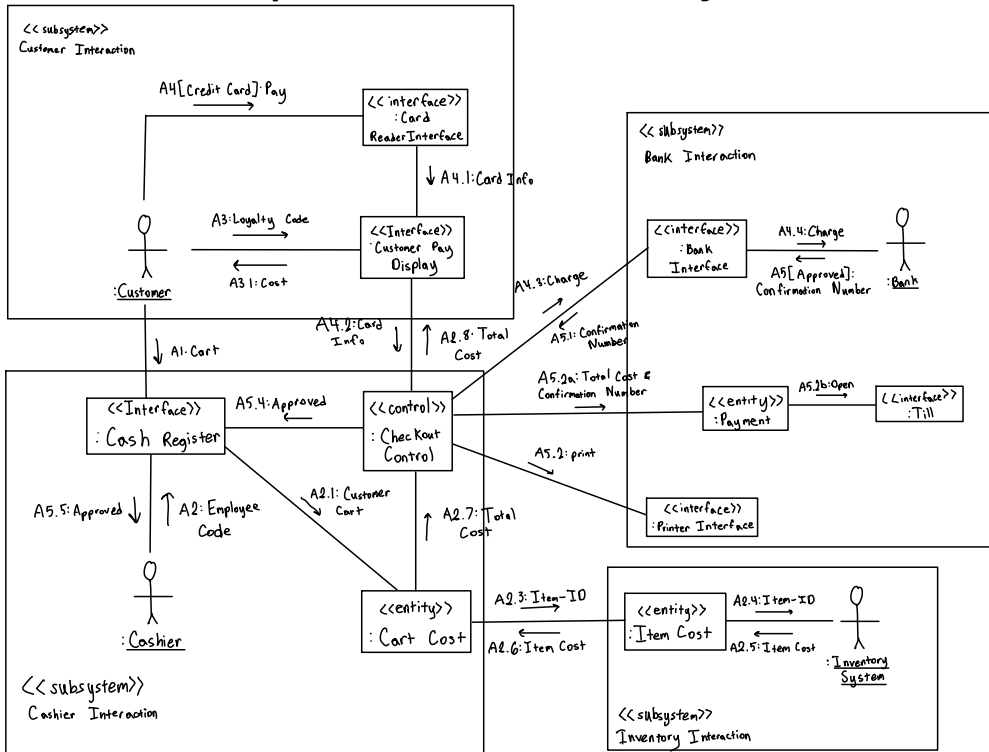 <<subsystem>>
Customer Interaction
A4[Credit Card]:Pay
<<interface>>
:Card
ReaderInterface
A4.1:Card Info
A3:Loyalty Code
A3.1:Cost
<<Interface>>
:Customer Pay
Display
:Customer
A1:Cart
A4.2:Card
Info
A2.8:Total
Cost
<<subsystem>>
Bank Interaction
<<interface>>
:Bank
Interface
A4.4:Charge
A5[Approved]:
Confirmation Number
:Bank
A4.3:Charge
A5.1:Confirmation
Number
A5.2a:Total Cost &
Confirmation Number
<<entity>>
:Payment
A5.2b:Open
<<interface>>
:Till
A5.2:print
<<interface>>
:Printer Interface
<<Interface>>
:Cash Register
A5.4:Approved
<<control>>
:Checkout
Control
A5.5:Approved
A2:Employee
Code
A2.1:Customer
Cart
A2.7:Total
Cost
:Cashier
<<entity>>
:Cart Cost
A2.3:Item-ID
A2.6:Item Cost
<<entity>>
:Item Cost
A2.4:Item-ID
A2.5:Item Cost
:Inventory
System
<<subsystem>>
Cashier Interaction
<<subsystem>>
Inventory Interaction